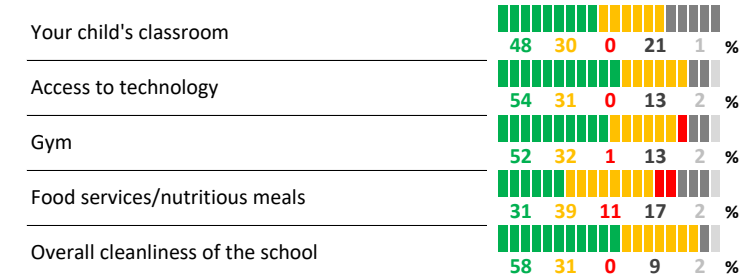 Your child's classroom
48 30 0 21 1 %
Access to technology
54 31 0 13 2 %
Gym
52 32 1 13 2 %
Food services/nutritious meals
31 39 11 17 2 %
Overall cleanliness of the school
58 31 0 9 2 %